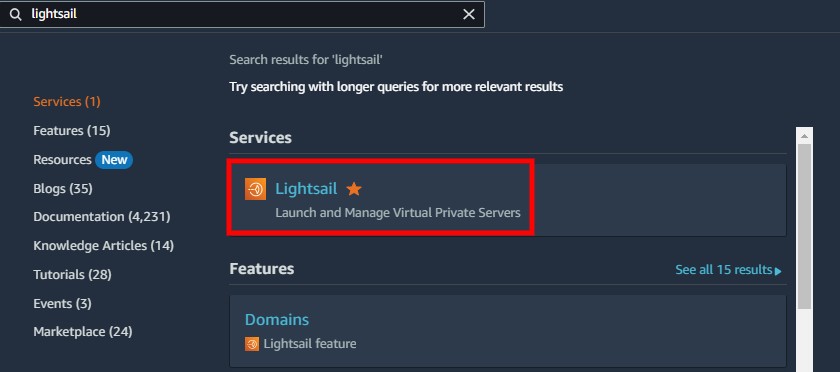 lightsail
Search results for 'lightsail'
Try searching with longer queries for more relevant results
Services (1)
Features (15)
Resources New
Blogs (35)
Documentation (4,231)
Knowledge Articles (14)
Tutorials (28)
Events (3)
Marketplace (24)
Services
Lightsail
Launch and Manage Virtual Private Servers
Features
See all 15 results
Domains
Lightsail feature